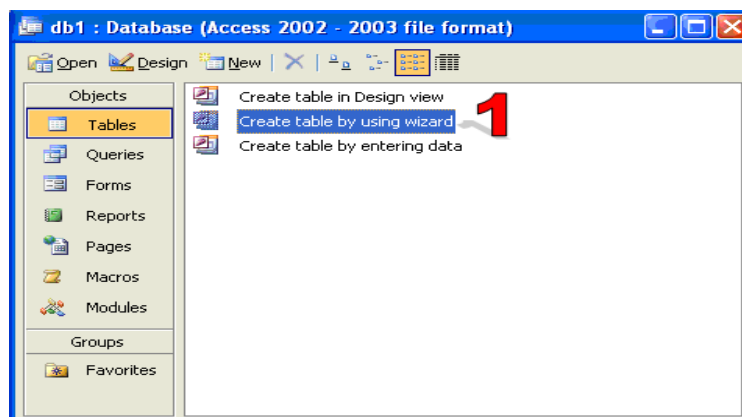 db1 : Database (Access 2002 - 2003 file format)
Open Design New
Objects
Tables
Queries
Forms
Reports
Pages
Macros
Modules
Groups
Favorites
Create table in Design view
Create table by using wizard 1
Create table by entering data